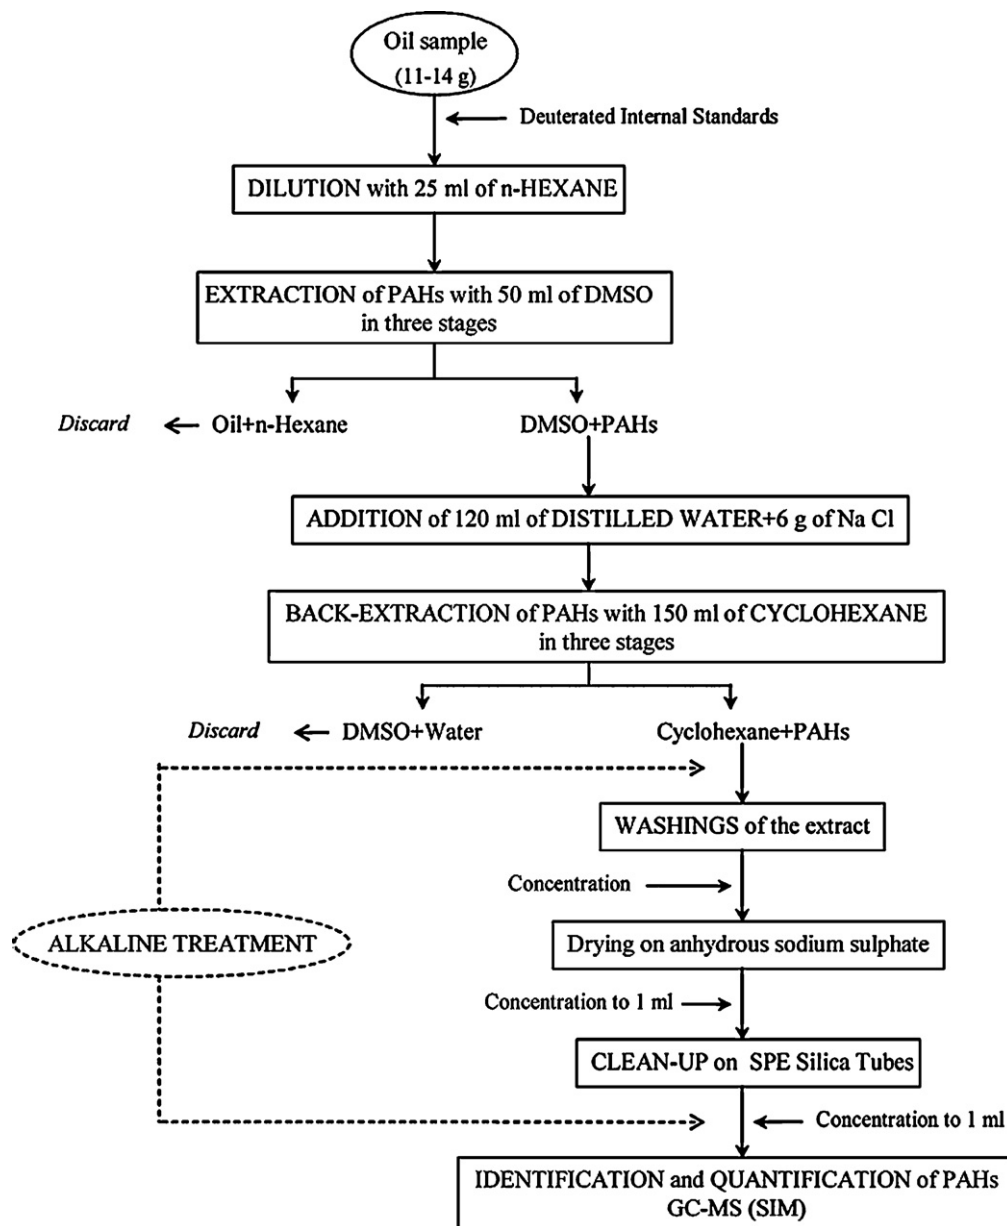 Oil sample
(11-14 g)
Deuterated Internal Standards
DILUTION with 25 ml of n-HEXANE
EXTRACTION of PAHs with 50 ml of DMSO
in three stages
Discard
Oil+n-Hexane
DMSO+PAHs
ADDITION of 120 ml of DISTILLED WATER+6 g of Na Cl
BACK-EXTRACTION of PAHs with 150 ml of CYCLOHEXANE
in three stages
Discard
DMSO+Water
Cyclohexane+PAHs
WASHINGS of the extract
Concentration
ALKALINE TREATMENT
Drying on anhydrous sodium sulphate
Concentration to 1 ml
CLEAN-UP on SPE Silica Tubes
Concentration to 1 ml
IDENTIFICATION and QUANTIFICATION of PAHs
GC-MS (SIM)